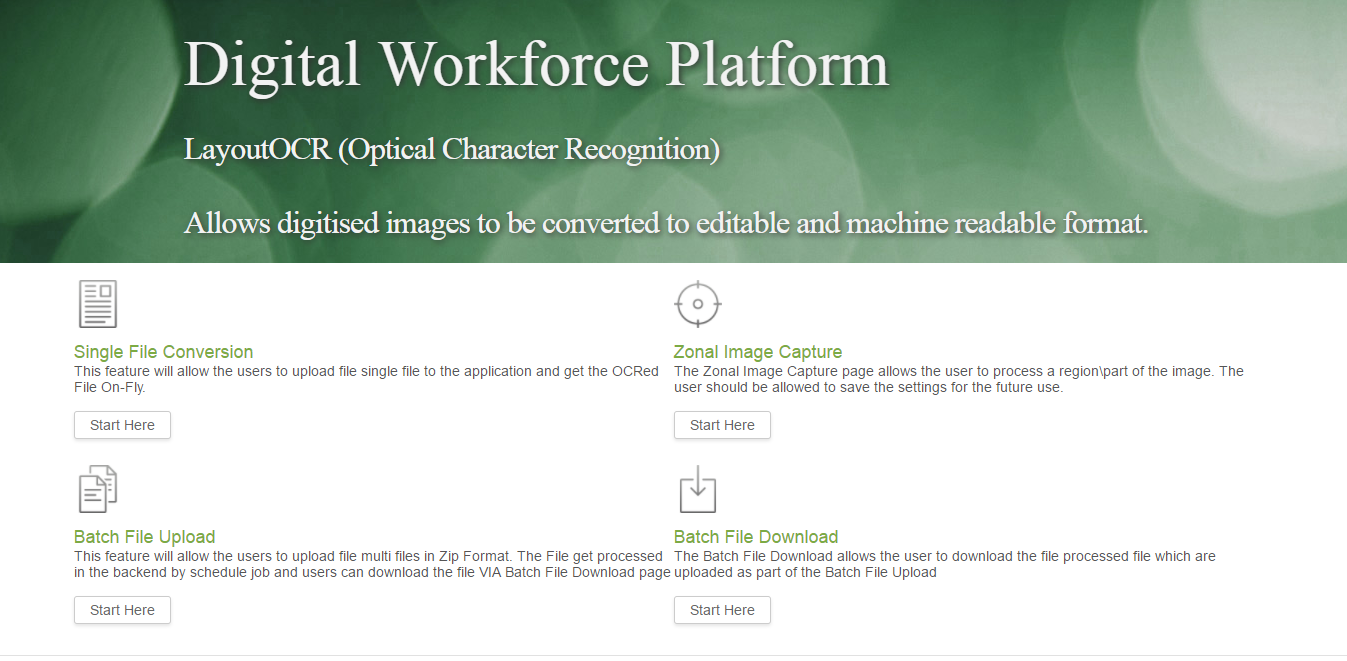 Digital Workforce Platform
LayoutOCR (Optical Character Recognition)
Allows digitised images to be converted to editable and machine readable format.
Single File Conversion
This feature will allow the users to upload file single file to the application and get the OCRed
File On-Fly.
Start Here
Zonal Image Capture
The Zonal Image Capture page allows the user to process a region\part of the image. The
user should be allowed to save the settings for the future use.
Start Here
Batch File Upload
This feature will allow the users to upload file multi files in Zip Format. The File get processed
in the backend by schedule job and users can download the file VIA Batch File Download page
Start Here
Batch File Download
The Batch File Download allows the user to download the file processed file which are
uploaded as part of the Batch File Upload
Start Here